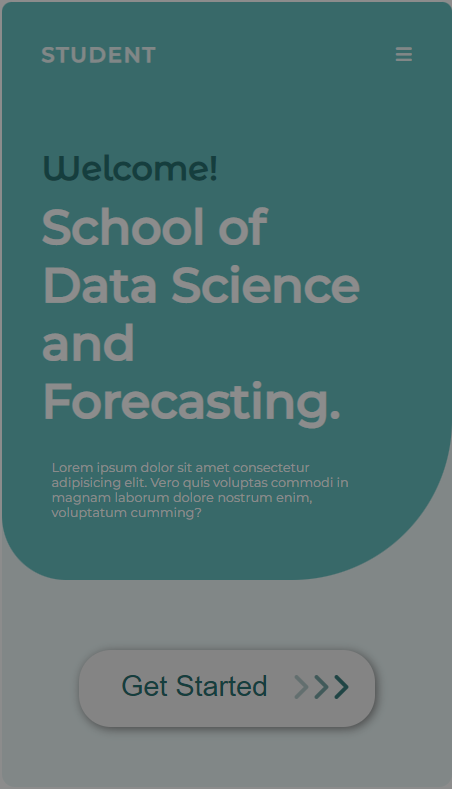 STUDENT
Welcome!
School of
Data Science
and
Forecasting.
Lorem ipsum dolor sit amet consectetur
adipisicing elit. Vero quis voluptas commodi in
magnam laborum dolore nostrum enim,
voluptatum cumming?
Get Started